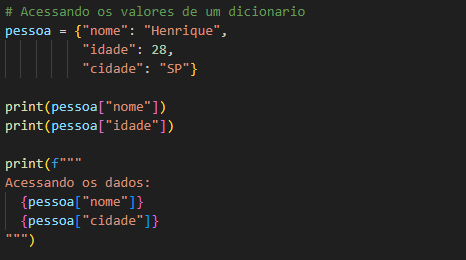 # Acessando os valores de um dicionario
pessoa = {"nome": "Henrique",
          "idade": 28,
          "cidade": "SP"}

print(pessoa["nome"])
print(pessoa["idade"])

print(f"""
Acessando os dados:
  {pessoa["nome"]}
  {pessoa["cidade"]}
""")